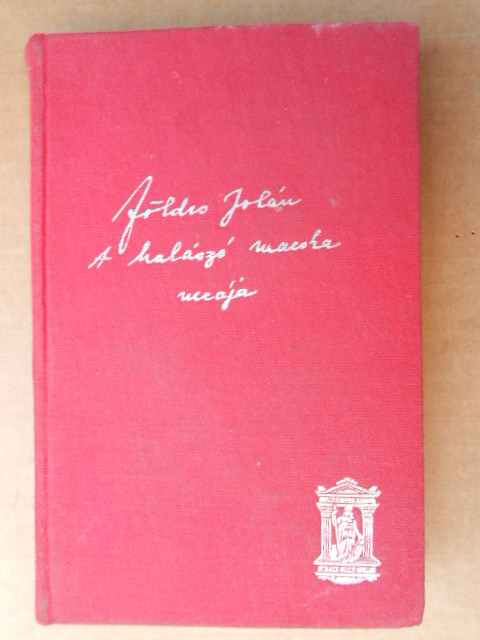 Földes Jolán
A halászó macska
uccája